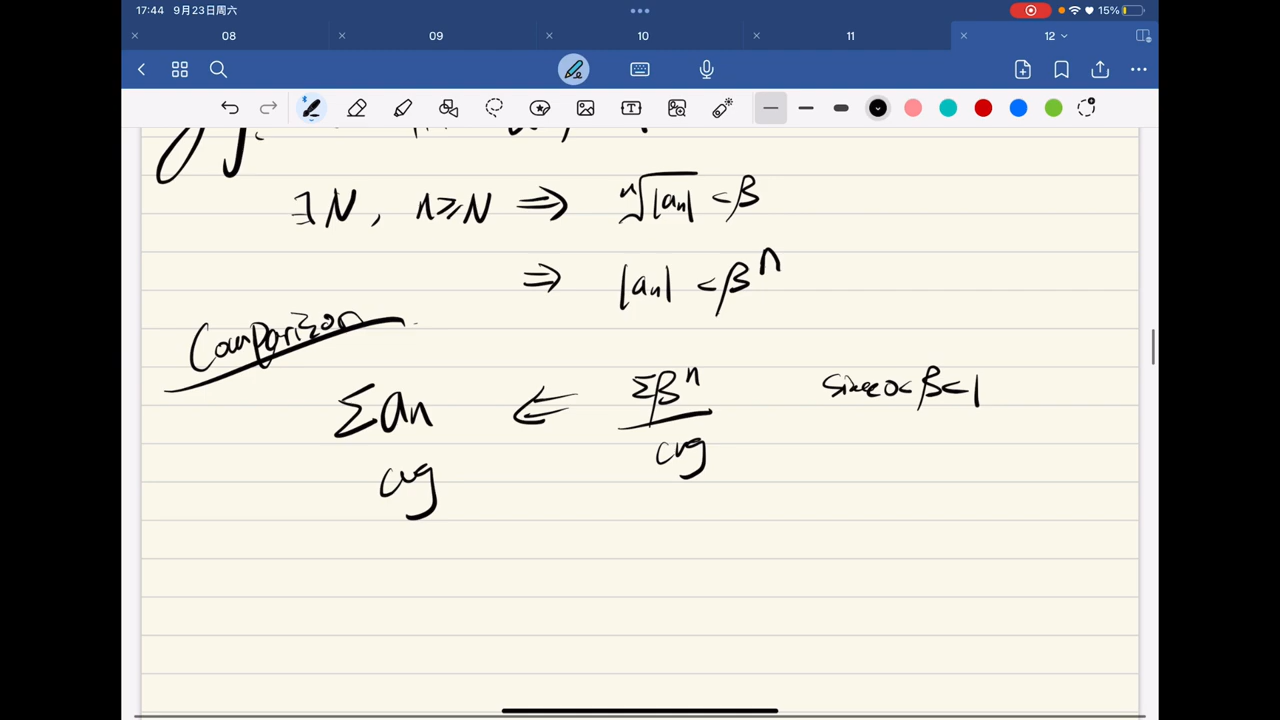 17:44 9月23日周六
15%
08 09 10 11 12
∃N, n≥N ⇒ ⁿ√|aₙ| < β
⇒ |aₙ| < βⁿ
Comparison
Σaₙ ⇐ Σβⁿ since 0<β<1
cvg cvg